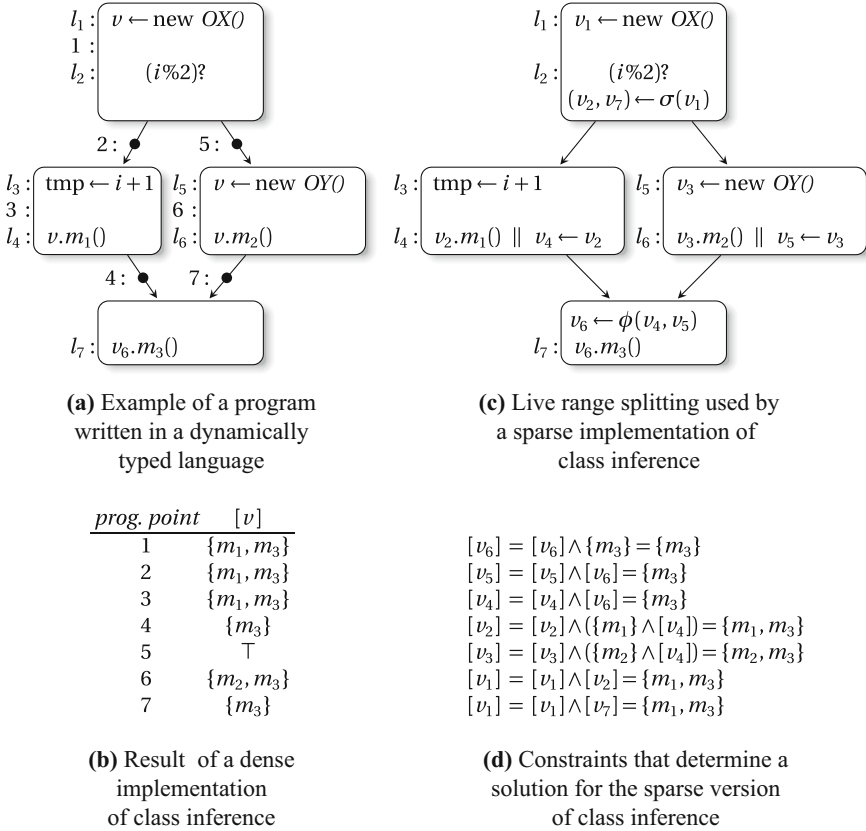 l₁ : v ← new OX()
1 :
l₂ : (i%2)?
2 :
5 :
l₃ : tmp ← i + 1
3 :
l₄ : v.m₁()
l₅ : v ← new OY()
6 :
l₆ : v.m₂()
4 :
7 :
l₇ : v₆.m₃()
(a) Example of a program
written in a dynamically
typed language
l₁ : v₁ ← new OX()
l₂ : (i%2)?
(v₂, v₇) ← σ(v₁)
l₃ : tmp ← i + 1
l₄ : v₂.m₁() ∥ v₄ ← v₂
l₅ : v₃ ← new OY()
l₆ : v₃.m₂() ∥ v₅ ← v₃
v₆ ← ϕ(v₄, v₅)
l₇ : v₆.m₃()
(c) Live range splitting used by
a sparse implementation of
class inference
prog. point [v]
1 {m₁, m₃}
2 {m₁, m₃}
3 {m₁, m₃}
4 {m₃}
5 ⊤
6 {m₂, m₃}
7 {m₃}
(b) Result of a dense
implementation
of class inference
[v₆] = [v₆] ∧ {m₃} = {m₃}
[v₅] = [v₅] ∧ [v₆] = {m₃}
[v₄] = [v₄] ∧ [v₆] = {m₃}
[v₂] = [v₂] ∧ ({m₁} ∧ [v₄]) = {m₁, m₃}
[v₃] = [v₃] ∧ ({m₂} ∧ [v₄]) = {m₂, m₃}
[v₁] = [v₁] ∧ [v₂] = {m₁, m₃}
[v₁] = [v₁] ∧ [v₇] = {m₁, m₃}
(d) Constraints that determine a
solution for the sparse version
of class inference